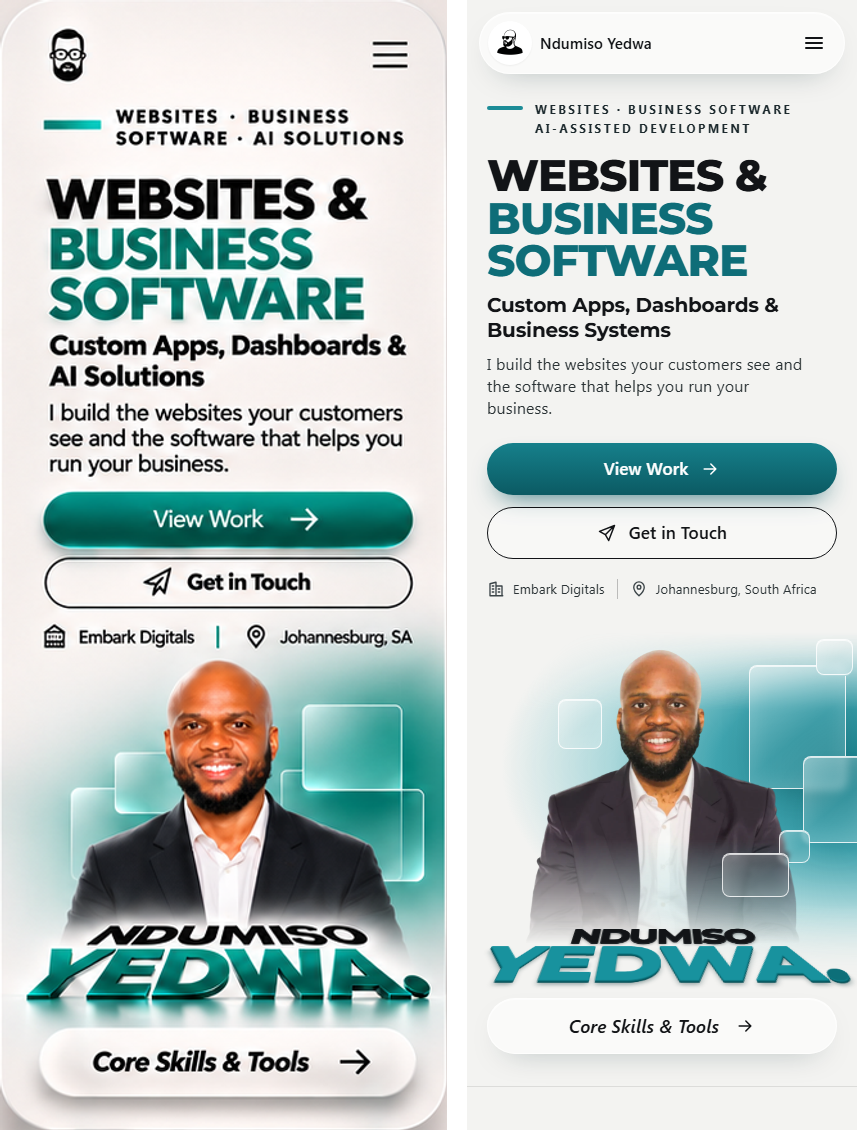 WEBSITES · BUSINESS
SOFTWARE · AI SOLUTIONS
WEBSITES &
BUSINESS
SOFTWARE
Custom Apps, Dashboards &
AI Solutions
I build the websites your customers
see and the software that helps you
run your business.
View Work
Get in Touch
Embark Digitals
Johannesburg, SA
NDUMISO
YEDWA.
Core Skills & Tools
Ndumiso Yedwa
WEBSITES · BUSINESS SOFTWARE
AI-ASSISTED DEVELOPMENT
WEBSITES &
BUSINESS
SOFTWARE
Custom Apps, Dashboards &
Business Systems
I build the websites your customers see and
the software that helps you run your
business.
View Work
Get in Touch
Embark Digitals
Johannesburg, South Africa
NDUMISO
YEDWA.
Core Skills & Tools